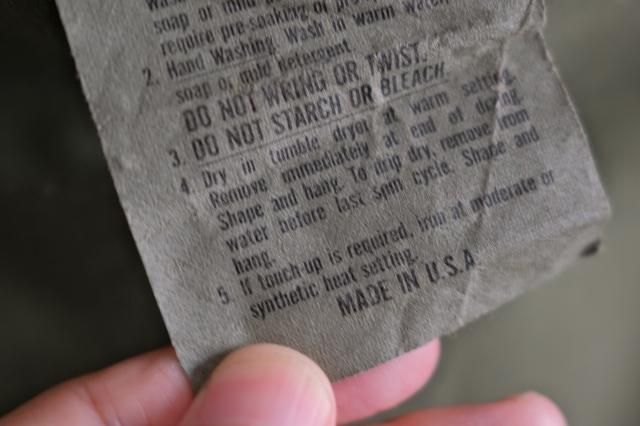 soap or mild
require pre-soaking or
2. Hand Washing. Wash in warm water
soap or mild detergent.
DO NOT WRING OR TWIST.
3. DO NOT STARCH OR BLEACH
4. Dry in tumble dryer at warm setting.
Remove immediately at end of drying
Shape and hang. To drip dry, remove from
water before last spin cycle. Shape and
hang.
5. If touch-up is required, iron at moderate or
synthetic heat setting.
MADE IN U.S.A